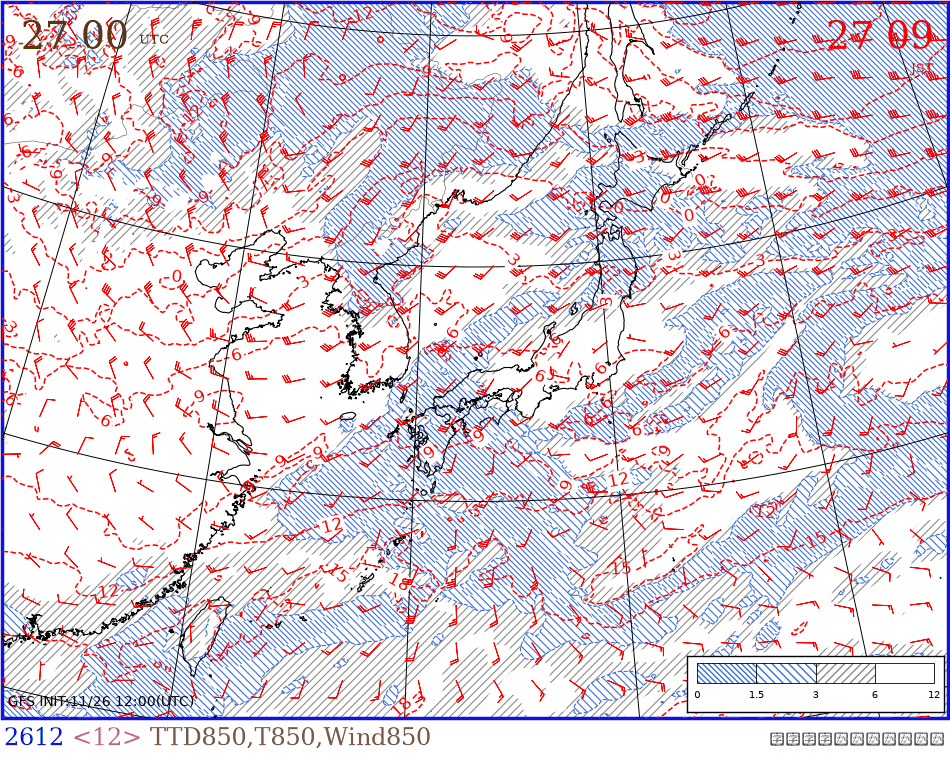 27 00 UTC
27 09
JST
GFS INIT:11/26 12:00(UTC)
0 1.5 3 6 12
2612 <12> TTD850,T850,Wind850